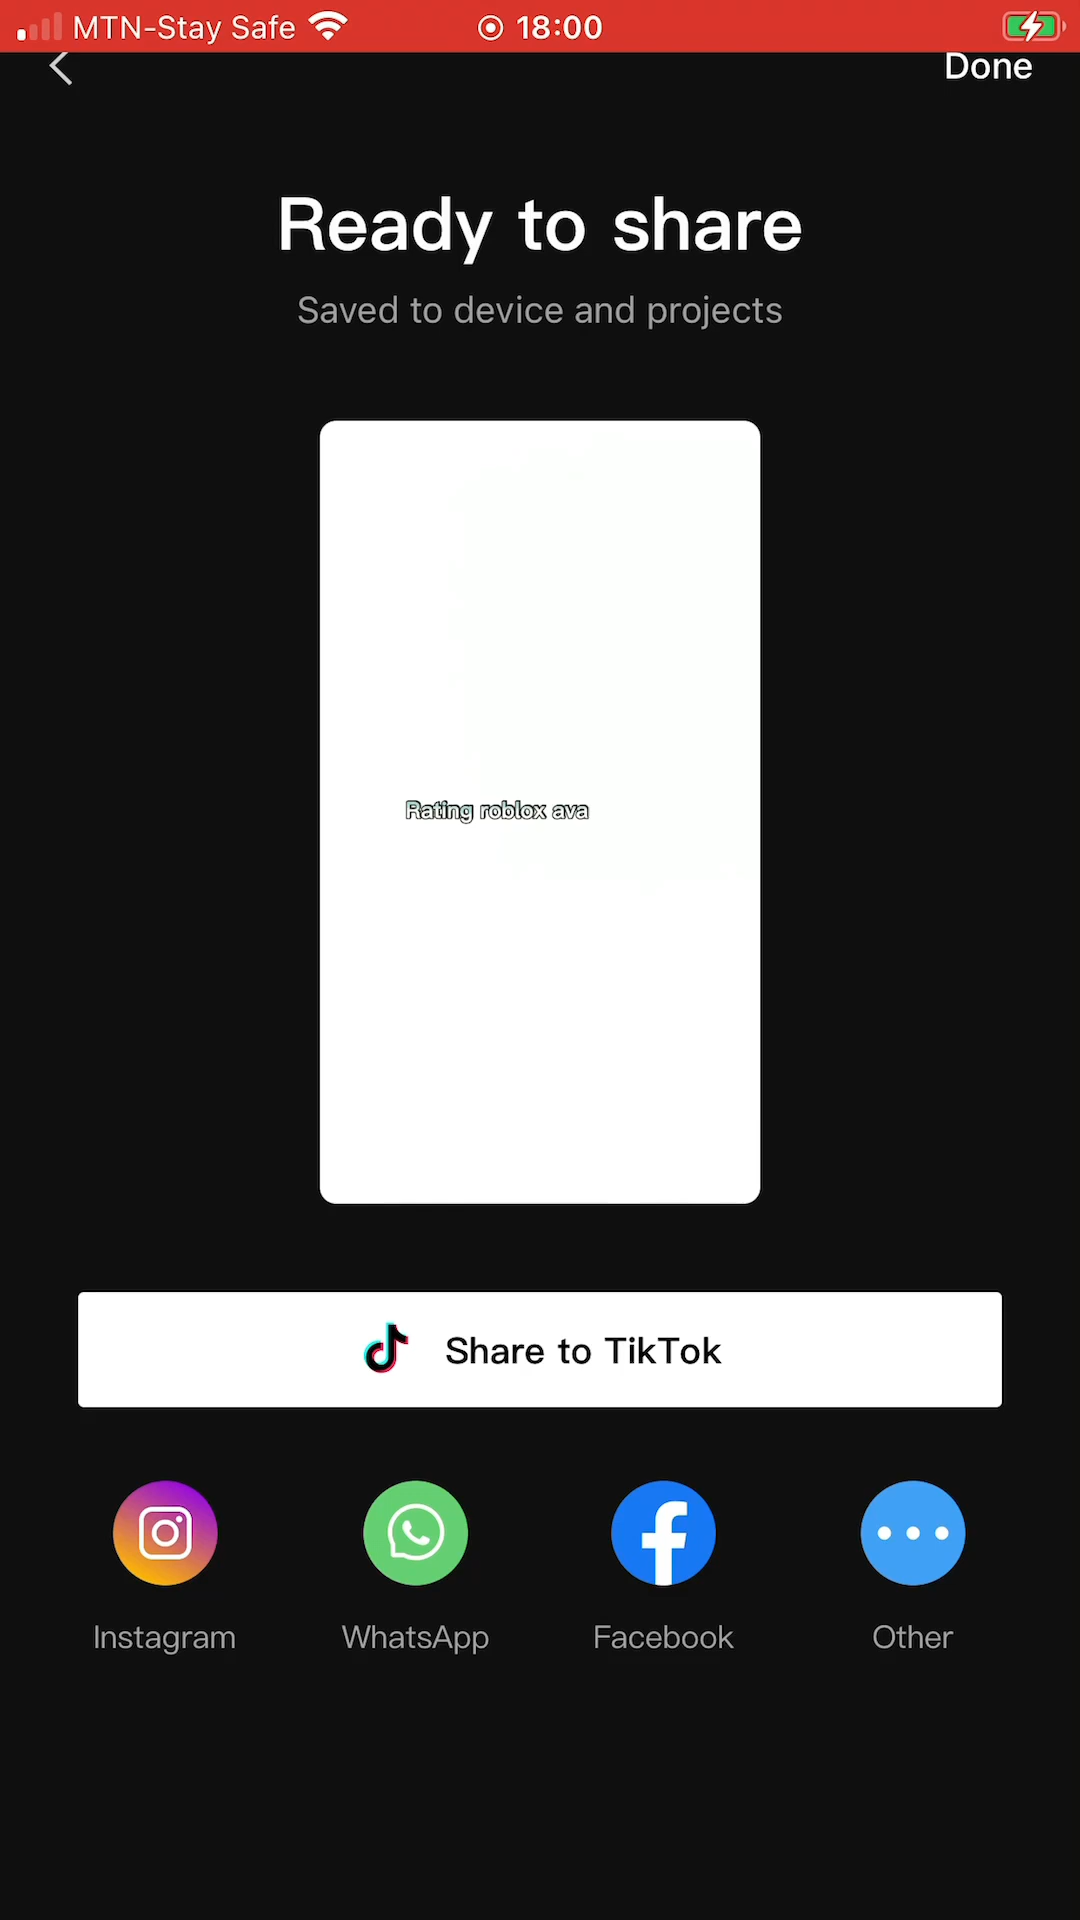 MTN-Stay Safe 18:00
Done
Ready to share
Saved to device and projects
Rating roblox ava
Share to TikTok
Instagram WhatsApp Facebook Other